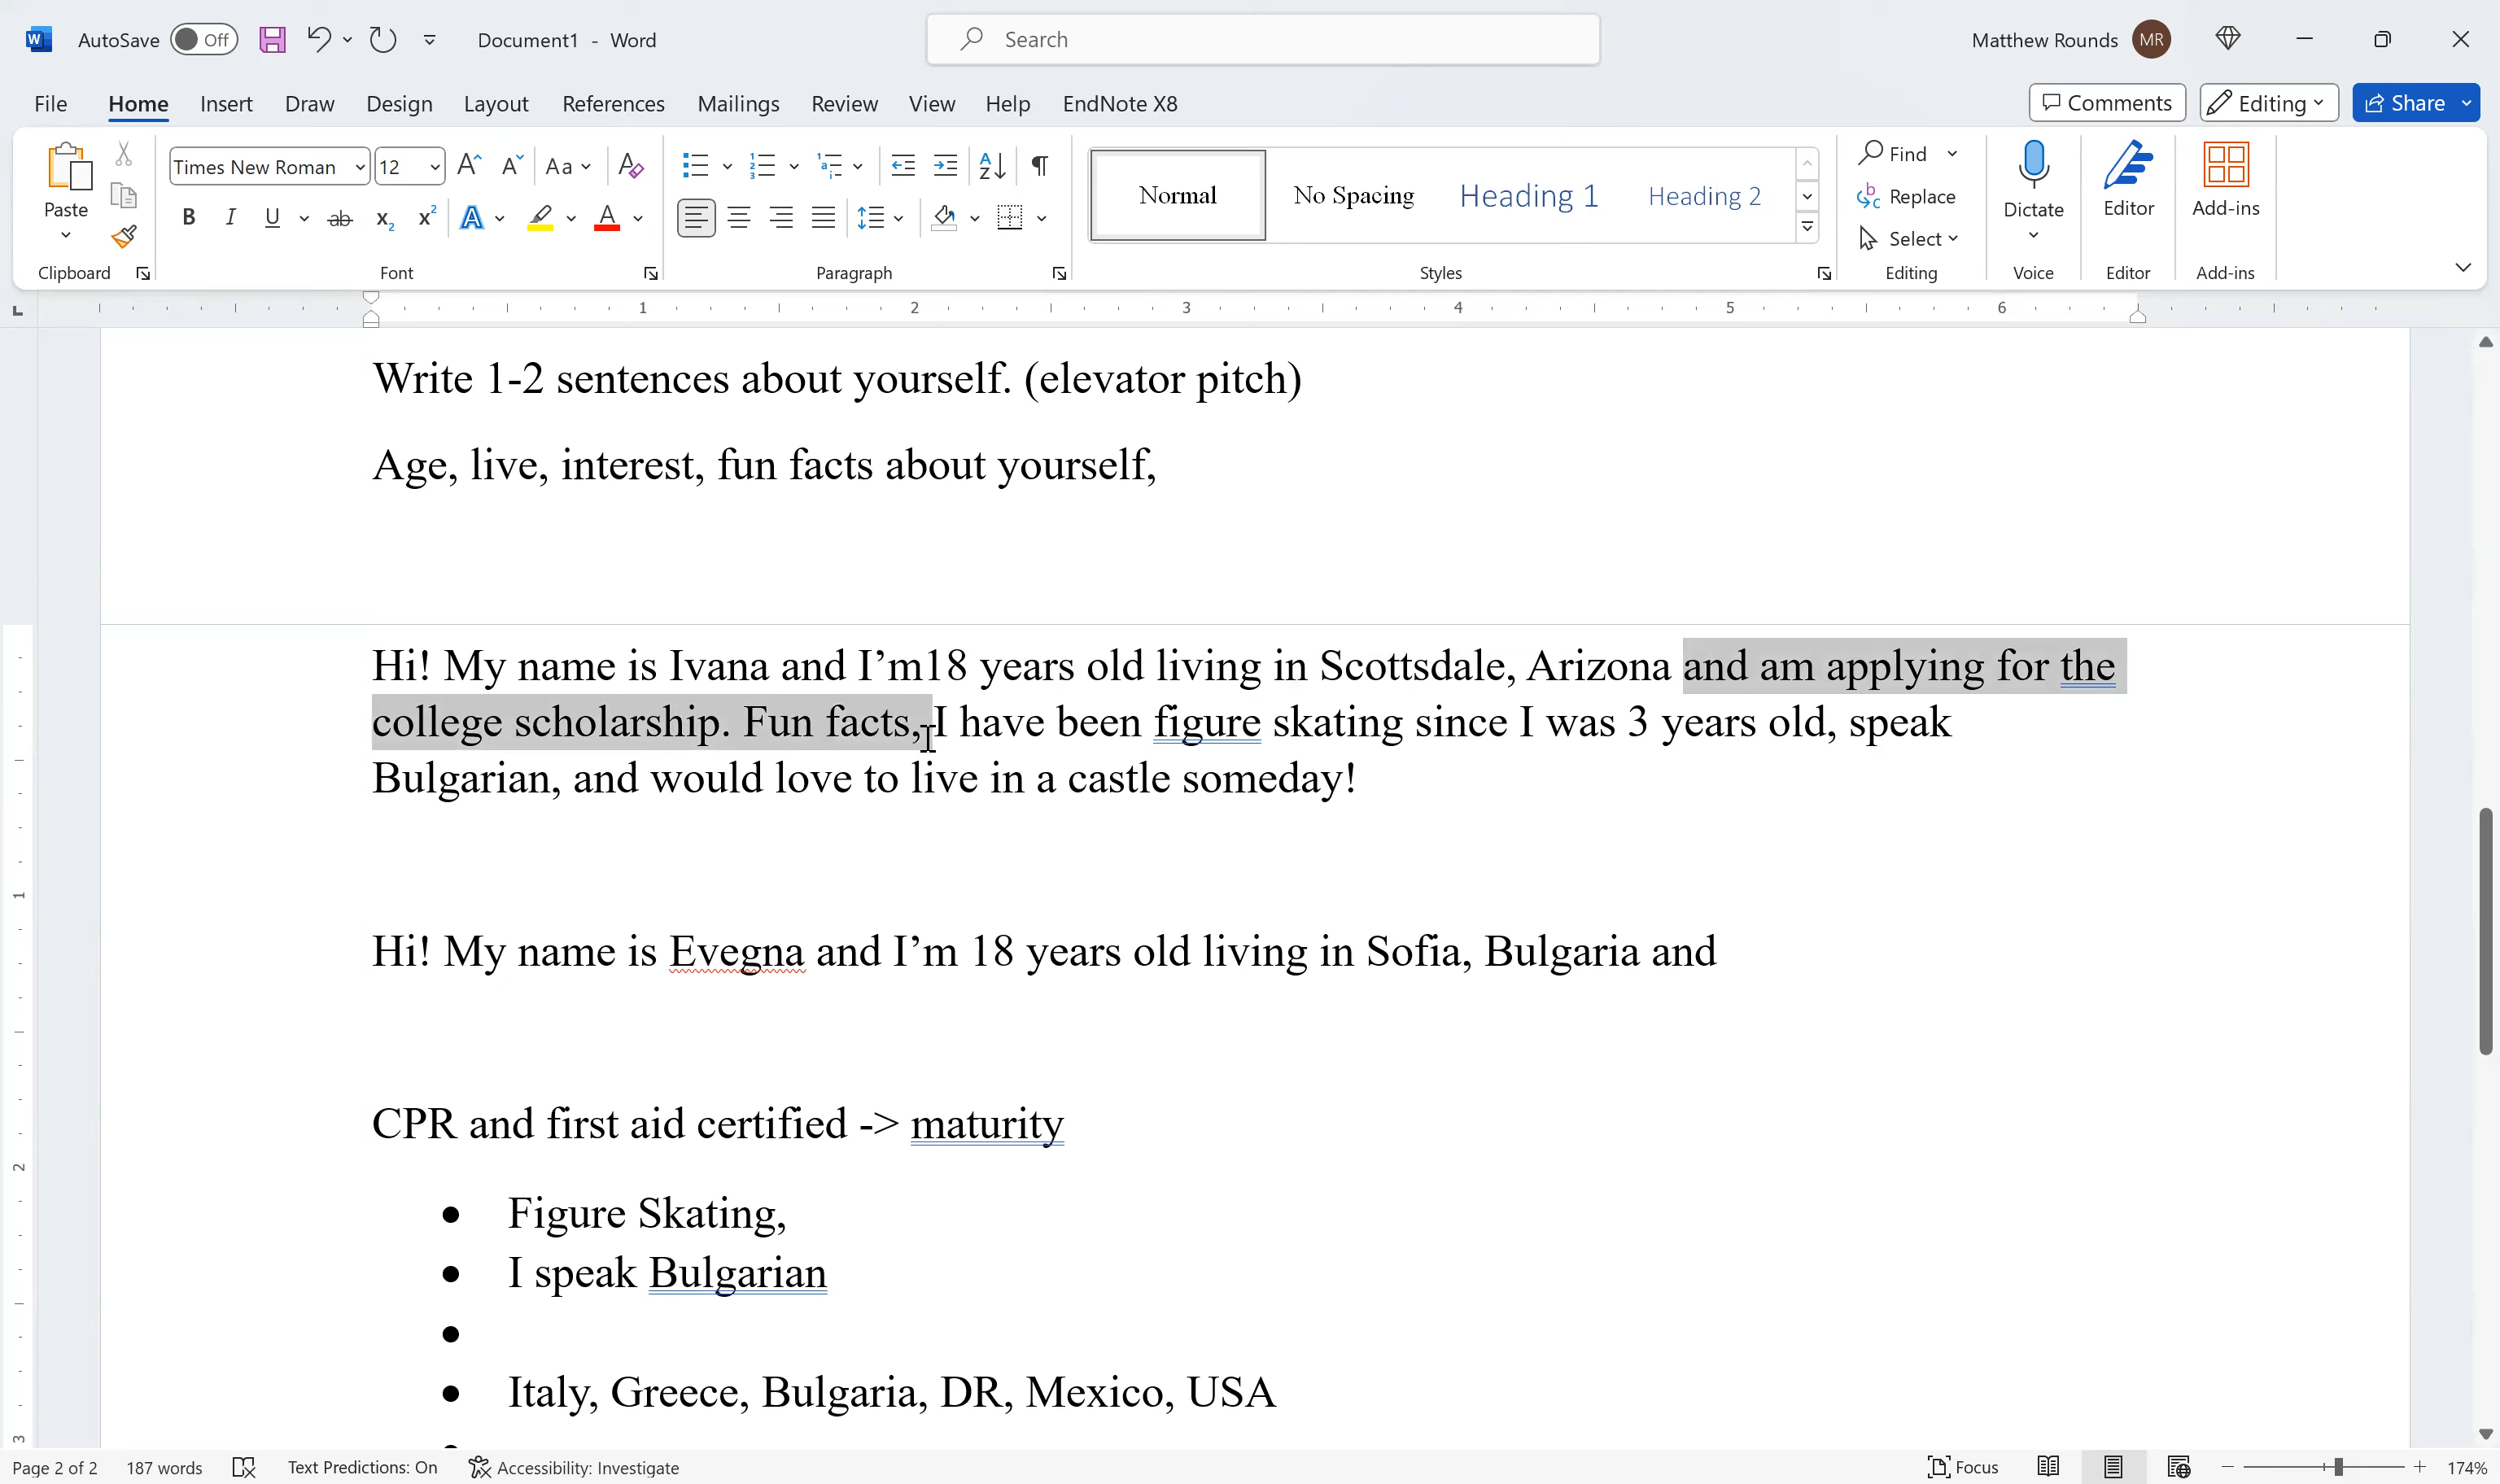 AutoSave Off Document1 - Word Search Matthew Rounds MR
File Home Insert Draw Design Layout References Mailings Review View Help EndNote X8 Comments Editing Share
Paste Times New Roman 12 Aa Normal No Spacing Heading 1 Heading 2 Find Replace Select Dictate Editor Add-ins
Clipboard Font Paragraph Styles Editing Voice Editor Add-ins
1 2 3 4 5 6
Write 1-2 sentences about yourself. (elevator pitch)
Age, live, interest, fun facts about yourself,
Hi! My name is Ivana and I’m18 years old living in Scottsdale, Arizona and am applying for the
college scholarship. Fun facts, I have been figure skating since I was 3 years old, speak
Bulgarian, and would love to live in a castle someday!
Hi! My name is Evegna and I’m 18 years old living in Sofia, Bulgaria and
CPR and first aid certified -> maturity
● Figure Skating,
● I speak Bulgarian
●
● Italy, Greece, Bulgaria, DR, Mexico, USA
Page 2 of 2 187 words Text Predictions: On Accessibility: Investigate Focus 174%